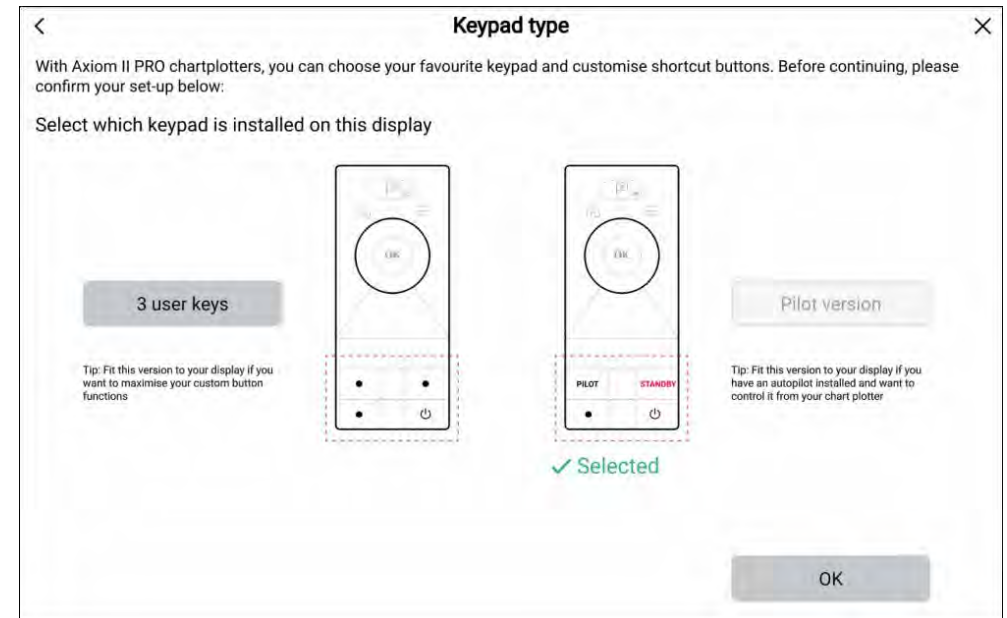 Keypad type
With Axiom II PRO chartplotters, you can choose your favourite keypad and customise shortcut buttons. Before continuing, please
confirm your set-up below:
Select which keypad is installed on this display
OK
OK
3 user keys
Pilot version
Tip: Fit this version to your display if you
want to maximise your custom button
functions
PILOT
STANDBY
Tip: Fit this version to your display if you
have an autopilot installed and want to
control it from your chart plotter
Selected
OK